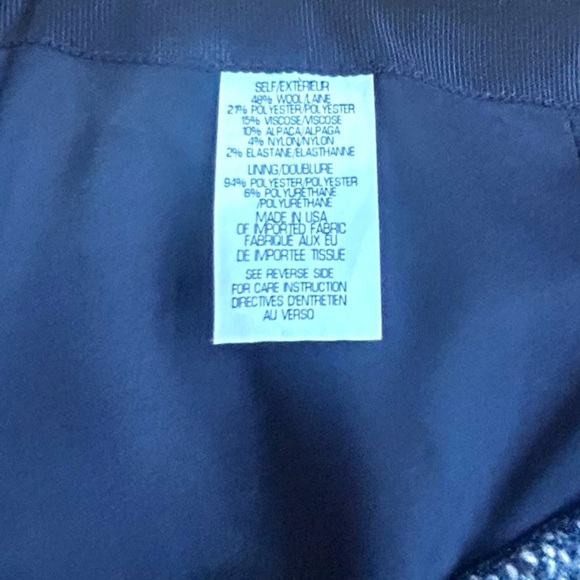 SELF/EXTÈRIEUR
48% WOOL/LAINE
21% POLYESTER/POLYESTER
15% VISCOSE/VISCOSE
10% ALPACA/ALPAGA
4% NYLON/NYLON
2% ELASTANE/ELASTHANNE
LINING/DOUBLURE
94% POLYESTER/POLYESTER
6% POLYURETHANE
/POLYURÉTHANE
MADE IN USA
OF IMPORTED FABRIC
FABRIQUE AUX EU
DE IMPORTEE TISSUE
SEE REVERSE SIDE
FOR CARE INSTRUCTION
DIRECTIVES D'ENTRETIEN
AU VERSO